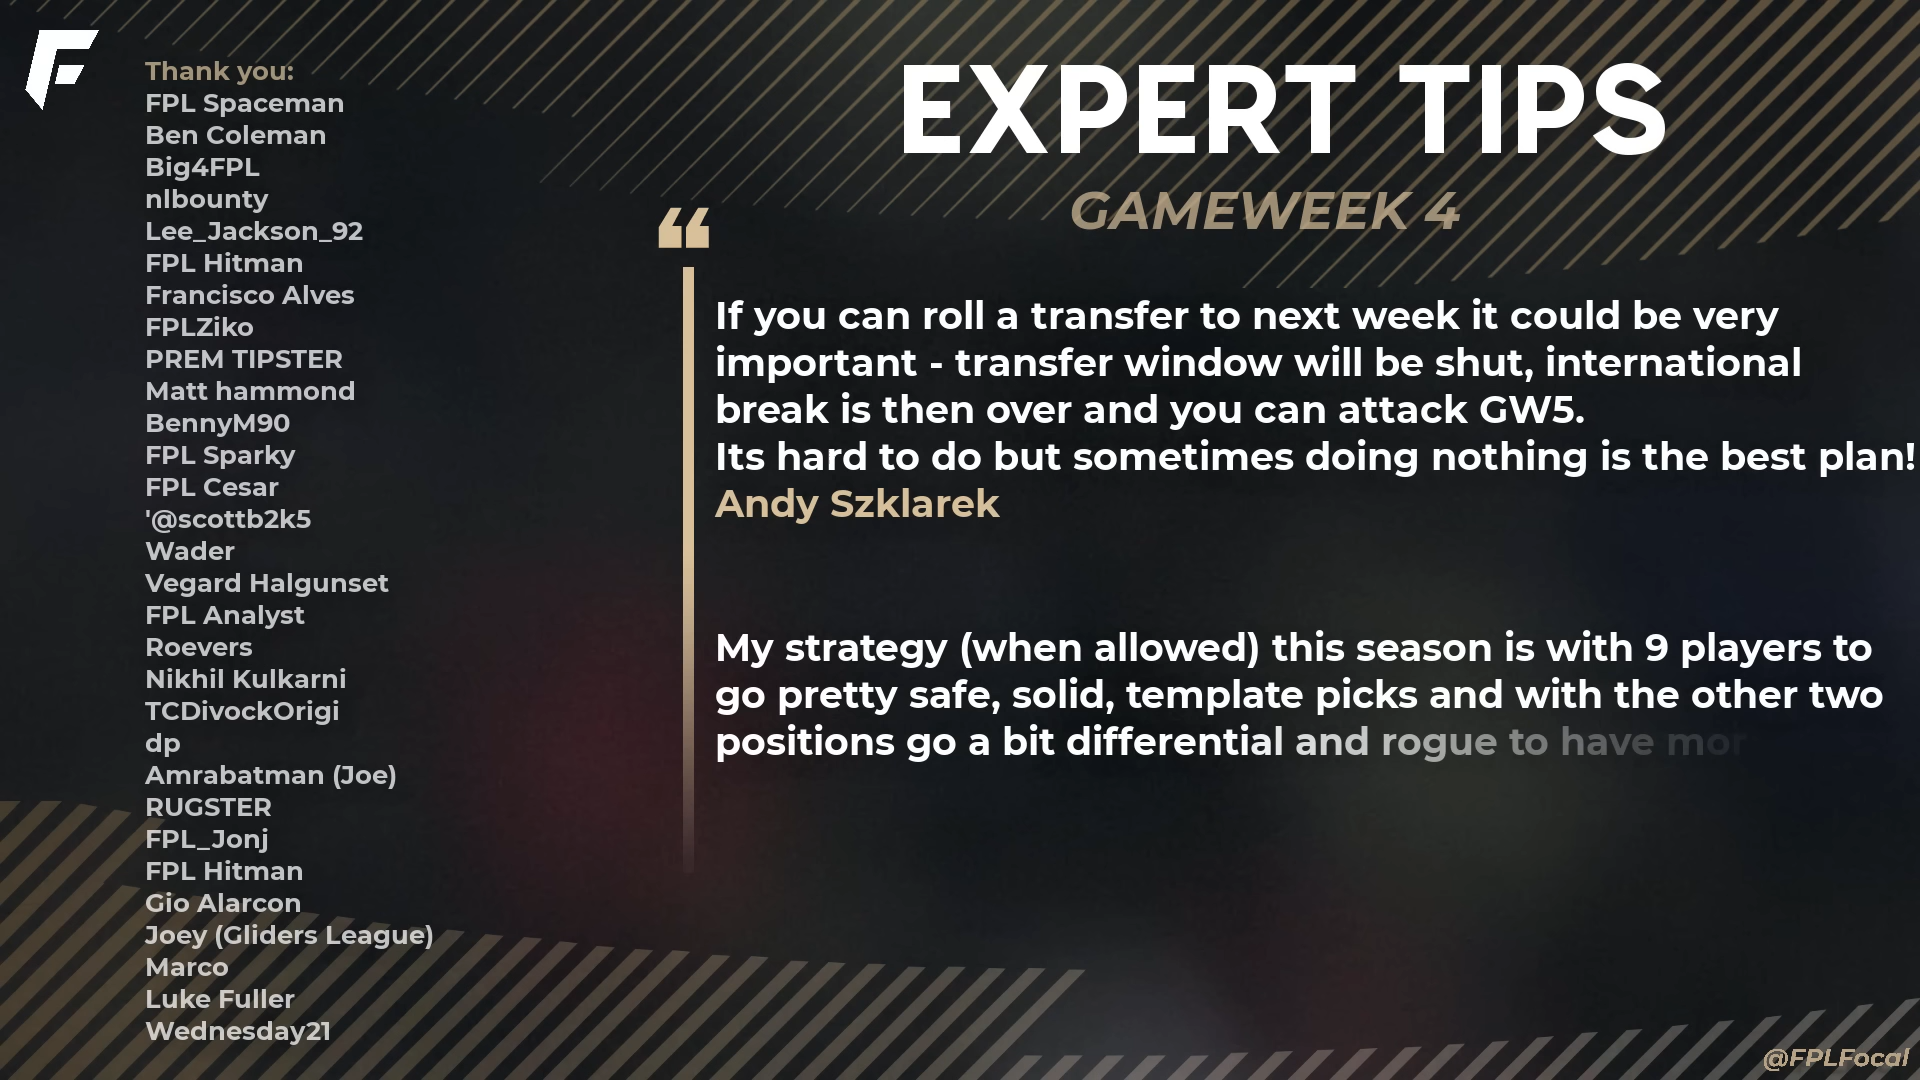 Thank you:
FPL Spaceman
Ben Coleman
Big4FPL
nlbounty
Lee_Jackson_92
FPL Hitman
Francisco Alves
FPLZiko
PREM TIPSTER
Matt hammond
BennyM90
FPL Sparky
FPL Cesar
'@scottb2k5
Wader
Vegard Halgunset
FPL Analyst
Roevers
Nikhil Kulkarni
TCDivockOrigi
dp
Amrabatman (Joe)
RUGSTER
FPL_Jonj
FPL Hitman
Gio Alarcon
Joey (Gliders League)
Marco
Luke Fuller
Wednesday21
EXPERT TIPS
GAMEWEEK 4
“
If you can roll a transfer to next week it could be very
important - transfer window will be shut, international
break is then over and you can attack GW5.
Its hard to do but sometimes doing nothing is the best plan!
Andy Szklarek
My strategy (when allowed) this season is with 9 players to
go pretty safe, solid, template picks and with the other two
positions go a bit differential and rogue to have mor
@FPLFocal